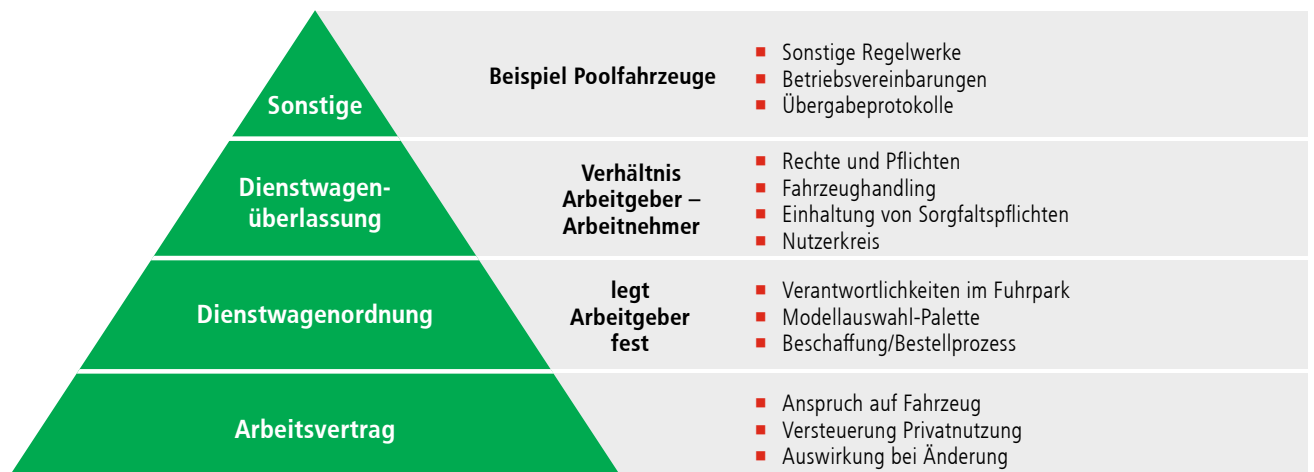 Sonstige
Beispiel Poolfahrzeuge
Sonstige Regelwerke
Betriebsvereinbarungen
Übergabeprotokolle
Dienstwagen-
überlassung
Verhältnis
Arbeitgeber –
Arbeitnehmer
Rechte und Pflichten
Fahrzeughandling
Einhaltung von Sorgfaltspflichten
Nutzerkreis
Dienstwagenordnung
legt
Arbeitgeber
fest
Verantwortlichkeiten im Fuhrpark
Modellauswahl-Palette
Beschaffung/Bestellprozess
Arbeitsvertrag
Anspruch auf Fahrzeug
Versteuerung Privatnutzung
Auswirkung bei Änderung